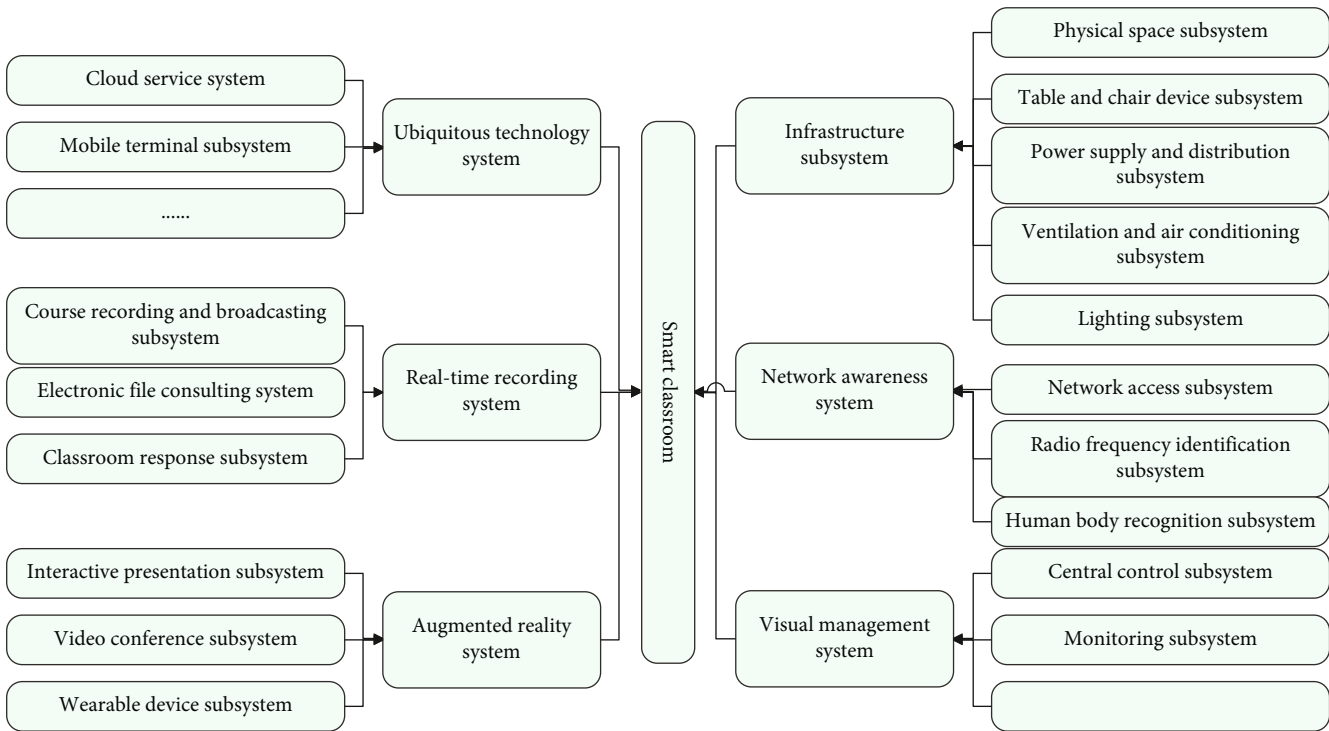 Cloud service system
Mobile terminal subsystem
......
Ubiquitous technology
system
Course recording and broadcasting
subsystem
Electronic file consulting system
Classroom response subsystem
Real-time recording
system
Interactive presentation subsystem
Video conference subsystem
Wearable device subsystem
Augmented reality
system
Smart classroom
Infrastructure
subsystem
Physical space subsystem
Table and chair device subsystem
Power supply and distribution
subsystem
Ventilation and air conditioning
subsystem
Lighting subsystem
Network awareness
system
Network access subsystem
Radio frequency identification
subsystem
Human body recognition subsystem
Visual management
system
Central control subsystem
Monitoring subsystem